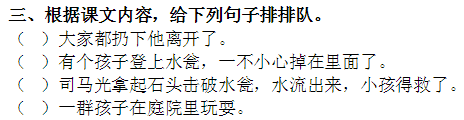 三、根据课文内容，给下列句子排排队。
（　）大家都扔下他离开了。
（　）有个孩子登上水瓮，一不小心掉在里面了。
（　）司马光拿起石头击破水瓮，水流出来，小孩得救了。
（　）一群孩子在庭院里玩耍。